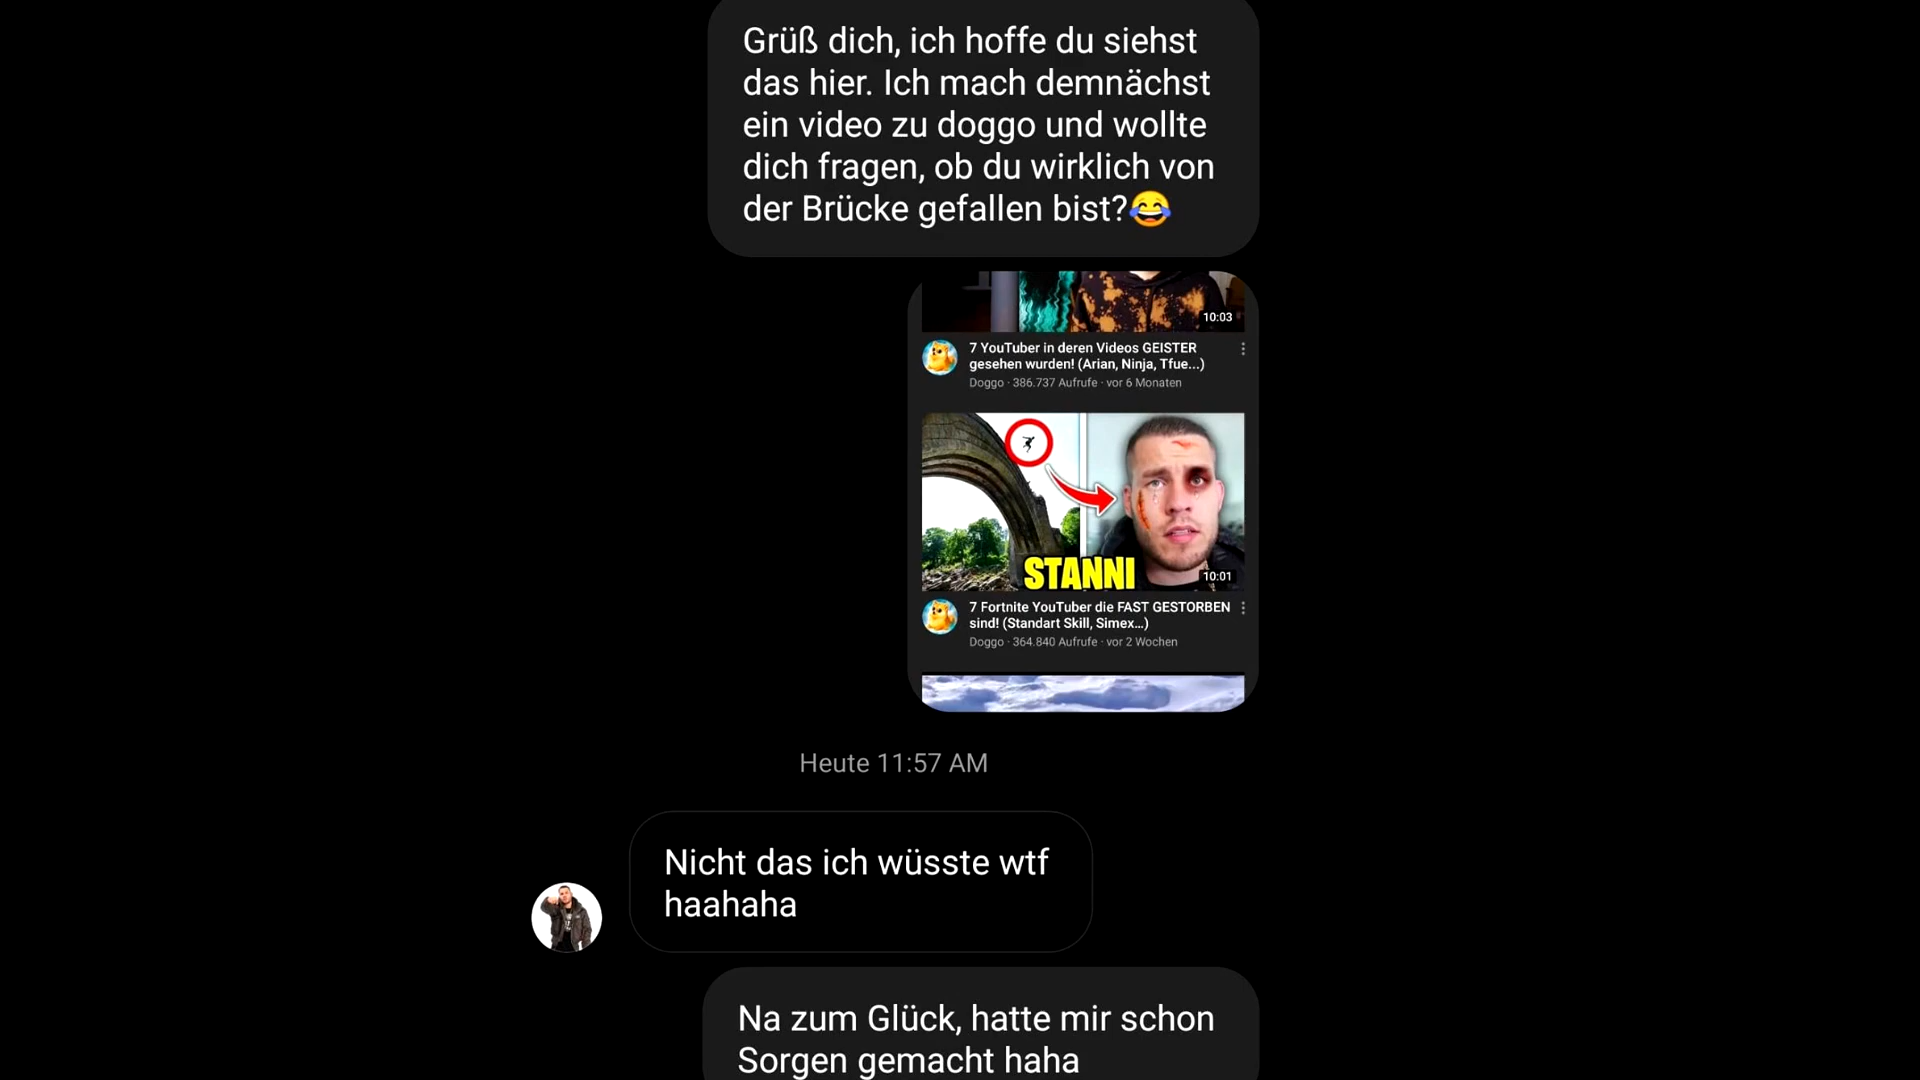 Grüß dich, ich hoffe du siehst
das hier. Ich mach demnächst
ein video zu doggo und wollte
dich fragen, ob du wirklich von
der Brücke gefallen bist?😂
10:03
7 YouTuber in deren Videos GEISTER
gesehen wurden! (Arian, Ninja, Tfue...)
Doggo · 386.737 Aufrufe · vor 6 Monaten
STANNI
10:01
7 Fortnite YouTuber die FAST GESTORBEN
sind! (Standart Skill, Simex...)
Doggo · 364.840 Aufrufe · vor 2 Wochen
Heute 11:57 AM
Nicht das ich wüsste wtf
haahaha
Na zum Glück, hatte mir schon
Sorgen gemacht haha